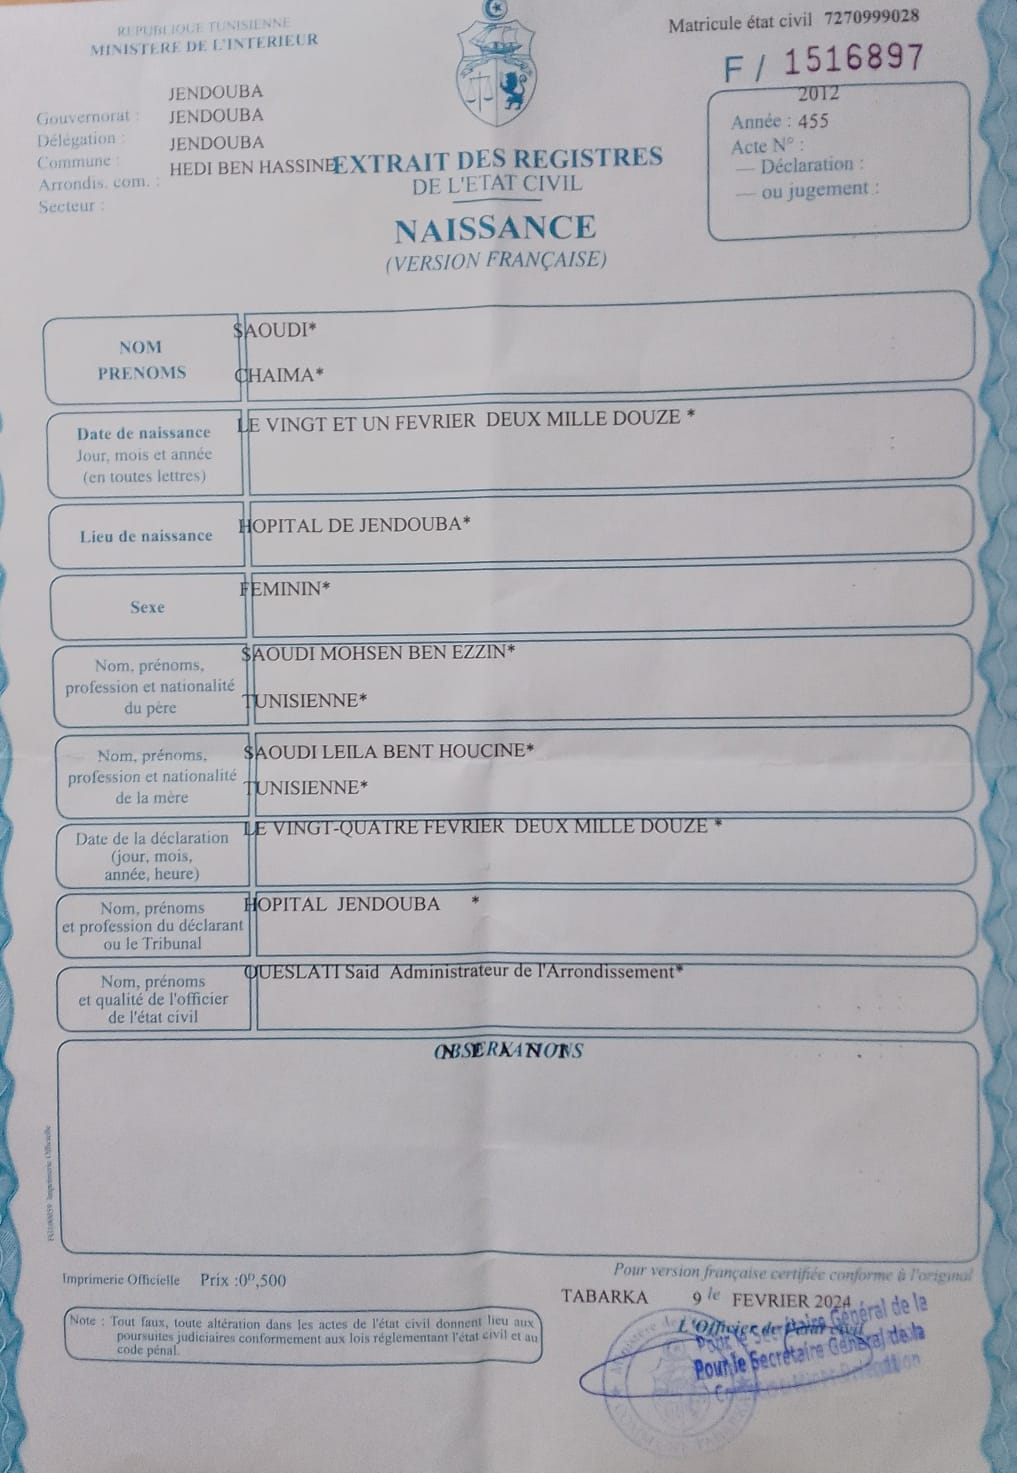 REPUBLIQUE TUNISIENNE
MINISTERE DE L'INTERIEUR
Matricule état civil 7270999028
F / 1516897
JENDOUBA
Gouvernorat : JENDOUBA
Délégation : JENDOUBA
Commune : HEDI BEN HASSINE
Arrondis. com. :
Secteur :
2012
Année : 455
Acte N° :
— Déclaration :
— ou jugement :
EXTRAIT DES REGISTRES
DE L'ETAT CIVIL
NAISSANCE
(VERSION FRANÇAISE)
NOM
PRENOMS
SAOUDI*
CHAIMA*
Date de naissance
Jour, mois et année
(en toutes lettres)
LE VINGT ET UN FEVRIER DEUX MILLE DOUZE *
Lieu de naissance
HOPITAL DE JENDOUBA*
Sexe
FEMININ*
Nom, prénoms,
profession et nationalité
du père
SAOUDI MOHSEN BEN EZZIN*
TUNISIENNE*
Nom, prénoms,
profession et nationalité
de la mère
SAOUDI LEILA BENT HOUCINE*
TUNISIENNE*
Date de la déclaration
(jour, mois,
année, heure)
LE VINGT-QUATRE FEVRIER DEUX MILLE DOUZE *
Nom, prénoms
et profession du déclarant
ou le Tribunal
HOPITAL JENDOUBA *
Nom, prénoms
et qualité de l'officier
de l'état civil
OUESLATI Said Administrateur de l'Arrondissement*
OBSERVATIONS
Imprimerie Officielle Prix :0ᴰ,500
Note : Tout faux, toute altération dans les actes de l'état civil donnent lieu aux
poursuites judiciaires conformement aux lois réglementant l'état civil et au
code pénal.
Pour version française certifiée conforme à l'original
TABARKA 9 le FEVRIER 2024
L'Officier de l'état civil
Pour le Secrétaire Général de la
Pour le Secrétaire Général de la